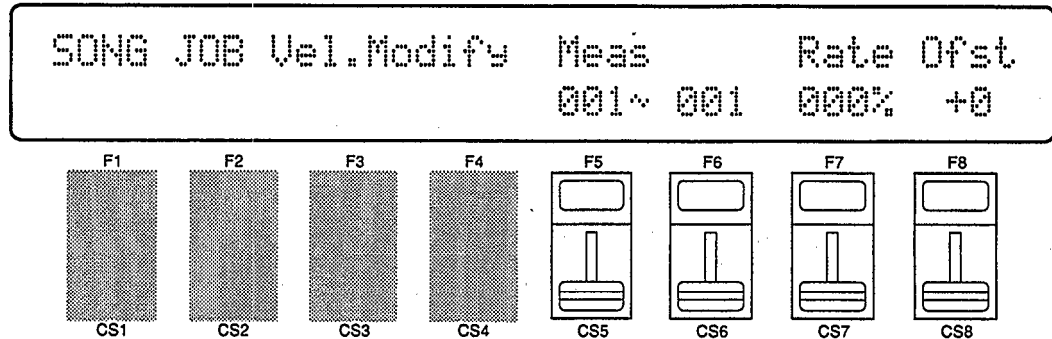 SONG JOB Vel.Modify Meas Rate Ofst
001~ 001 000% +0
F1 F2 F3 F4 F5 F6 F7 F8
CS1 CS2 CS3 CS4 CS5 CS6 CS7 CS8